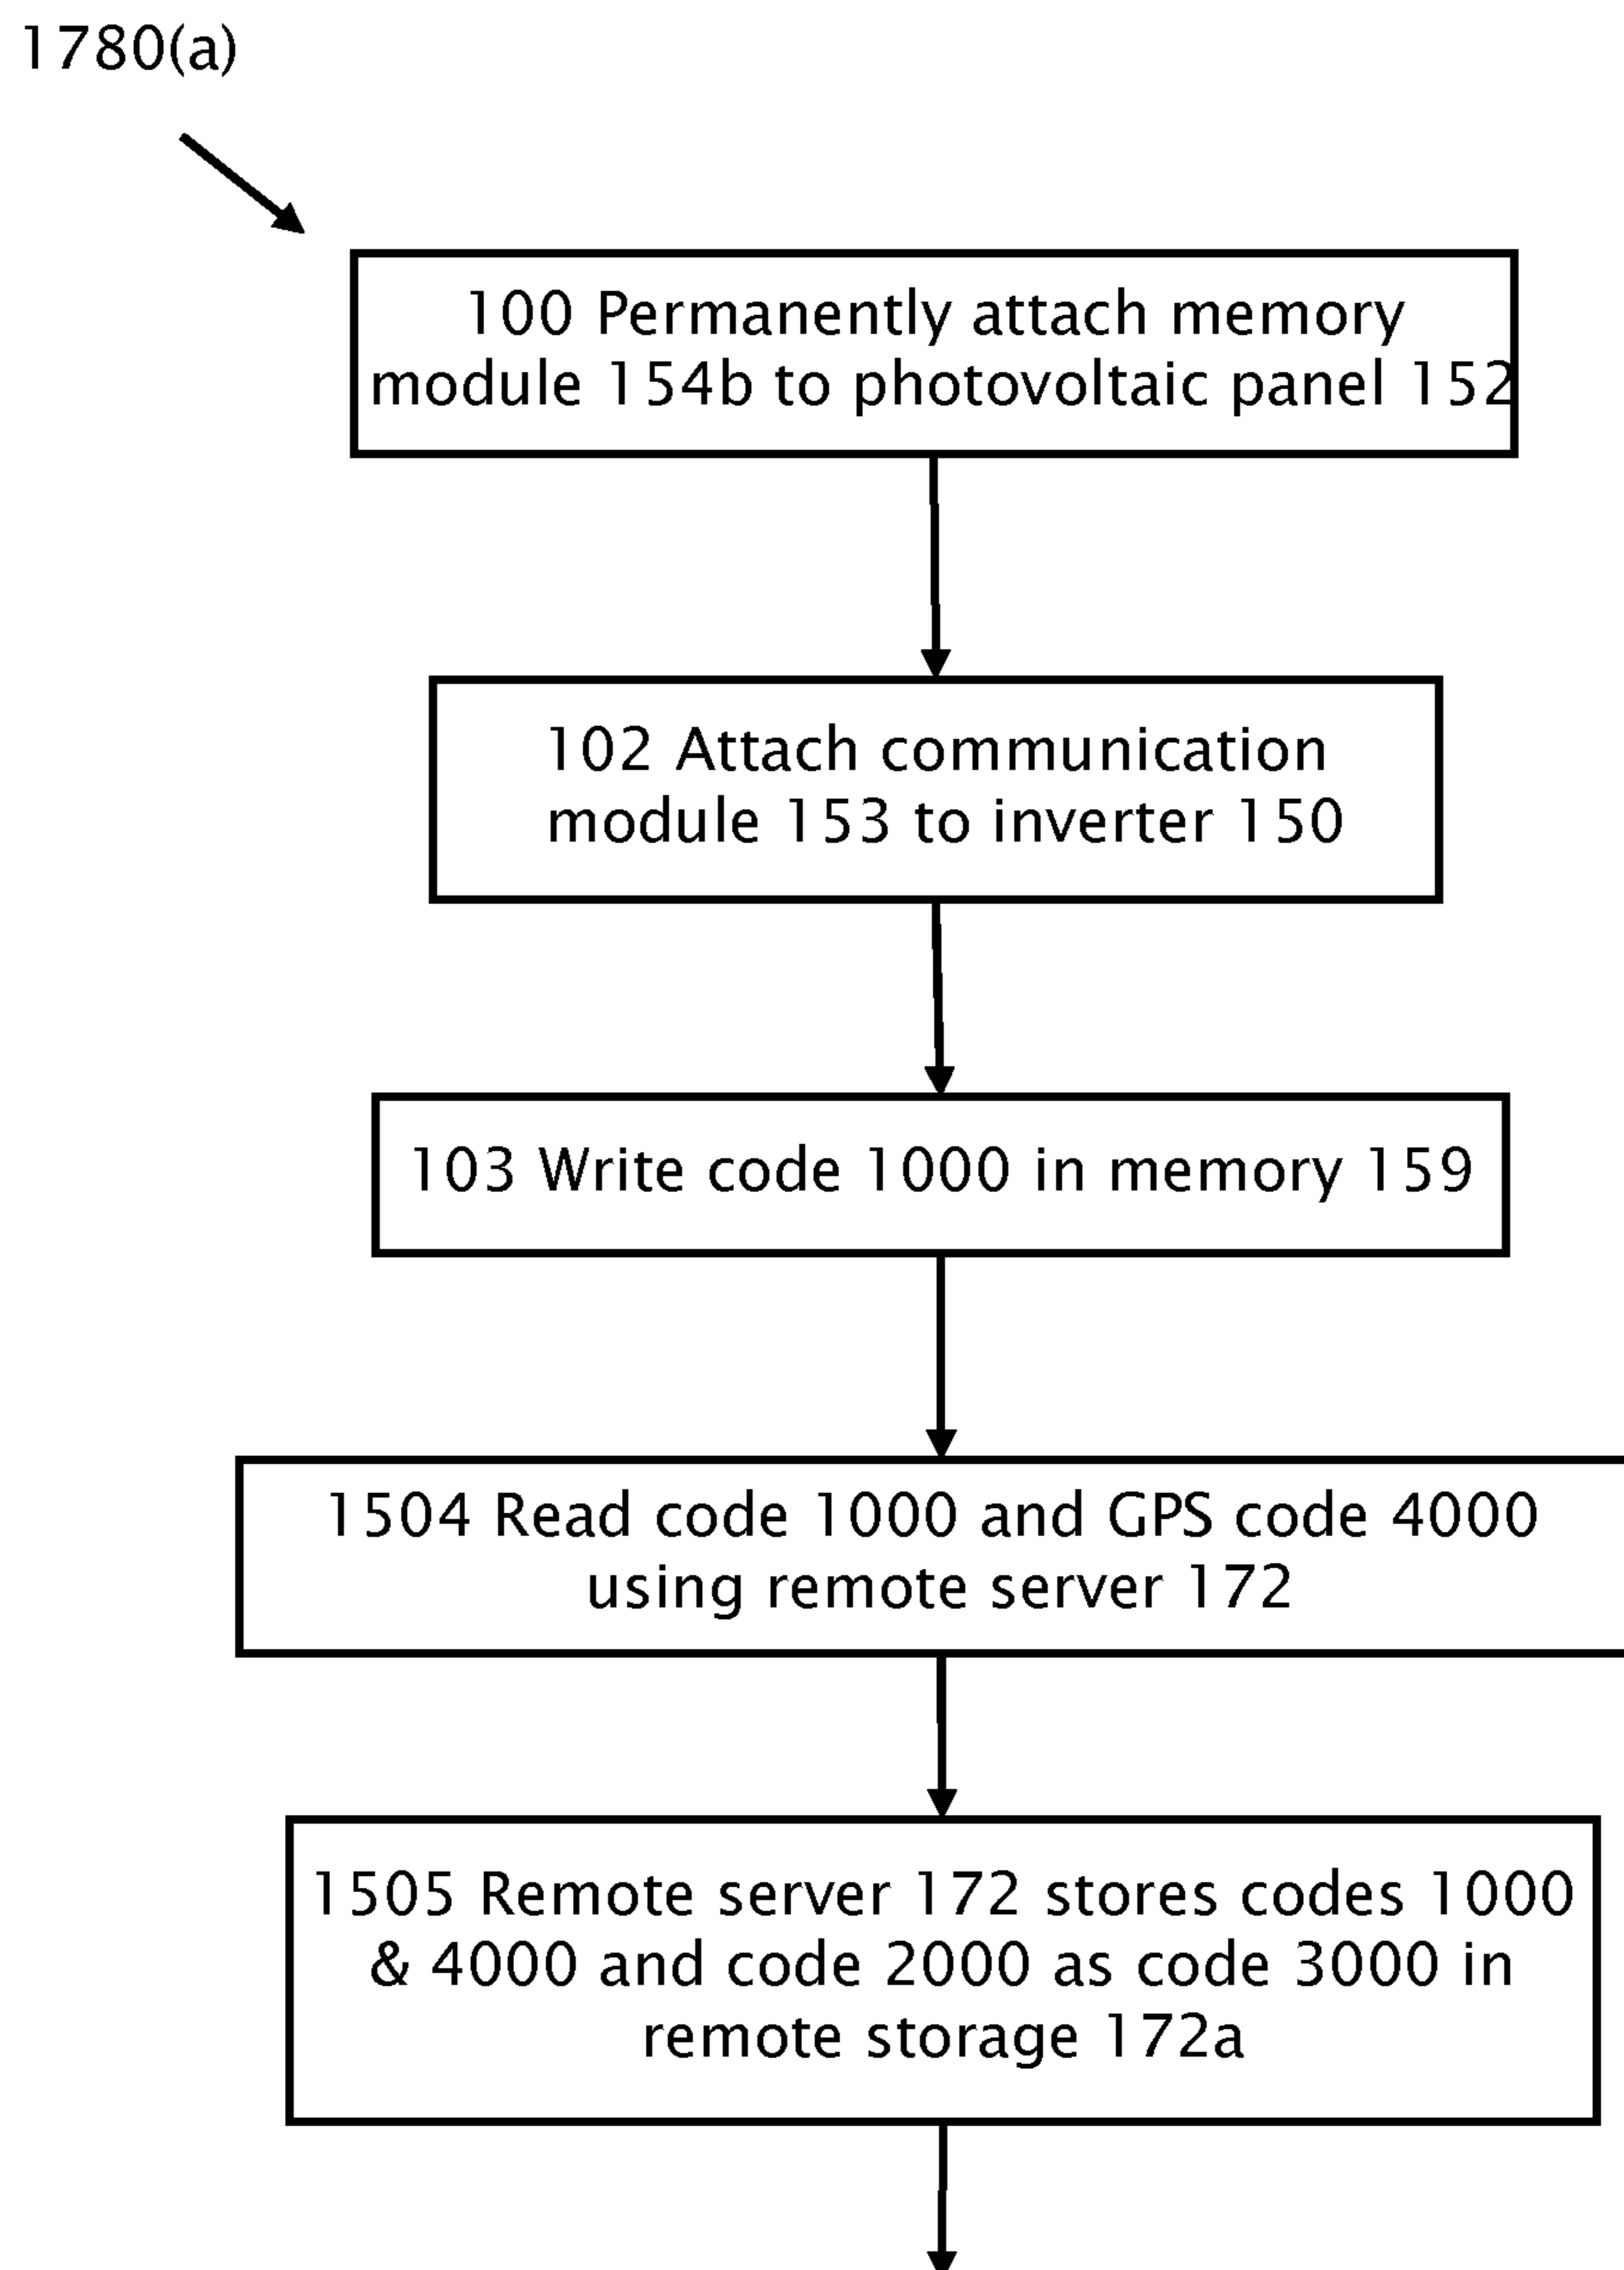 1780(a)
100 Permanently attach memory
module 154b to photovoltaic panel 152
102 Attach communication
module 153 to inverter 150
103 Write code 1000 in memory 159
1504 Read code 1000 and GPS code 4000
using remote server 172
1505 Remote server 172 stores codes 1000
& 4000 and code 2000 as code 3000 in
remote storage 172a